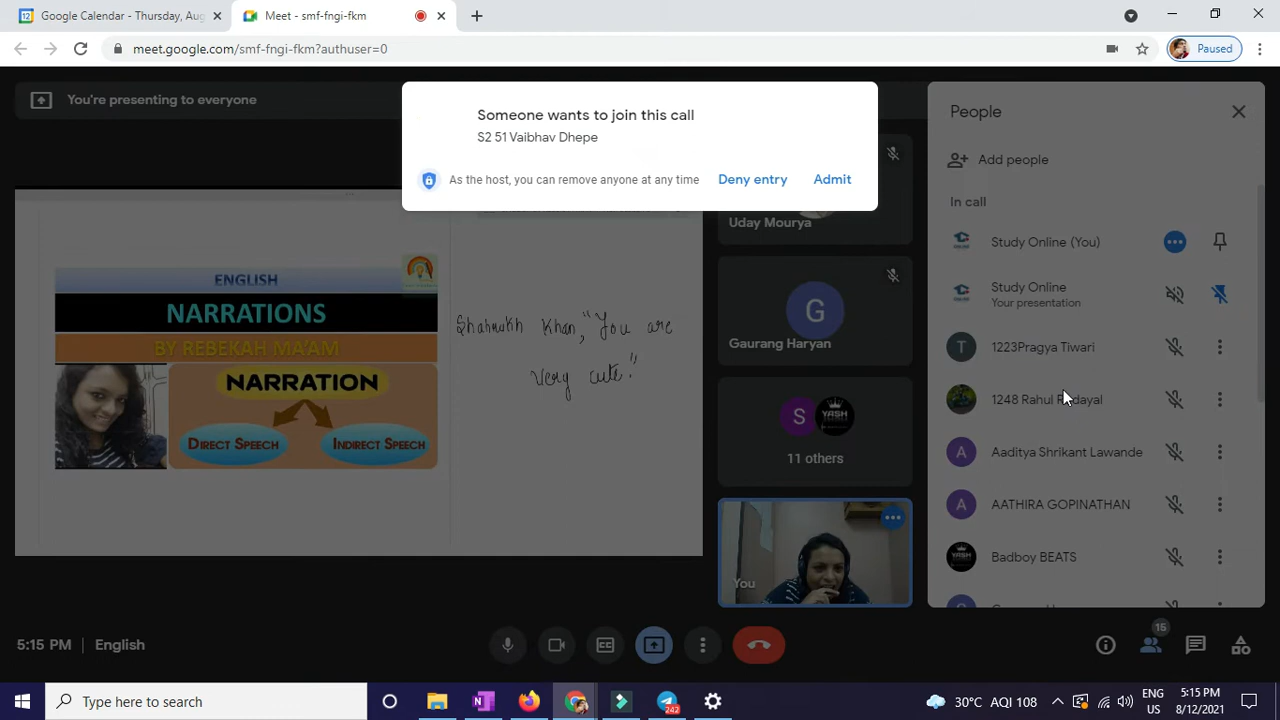 Google Calendar - Thursday, Aug
Meet - smf-fngi-fkm
meet.google.com/smf-fngi-fkm?authuser=0
Paused
You're presenting to everyone
Someone wants to join this call
S2 51 Vaibhav Dhepe
As the host, you can remove anyone at any time
Deny entry
Admit
ENGLISH
NARRATIONS
BY REBEKAH MA'AM
NARRATION
DIRECT SPEECH
INDIRECT SPEECH
Shahrukh Khan, "You are
very cute!"
Uday Mourya
G
Gaurang Haryan
S
YASH
11 others
You
People
Add people
In call
Study Online (You)
Study Online
Your presentation
T
1223Pragya Tiwari
1248 Rahul
A
Aaditya Shrikant Lawande
A
AATHIRA GOPINATHAN
YASH
Badboy BEATS
5:15 PM
English
15
Type here to search
242
30°C AQI 108
ENG
US
5:15 PM
8/12/2021